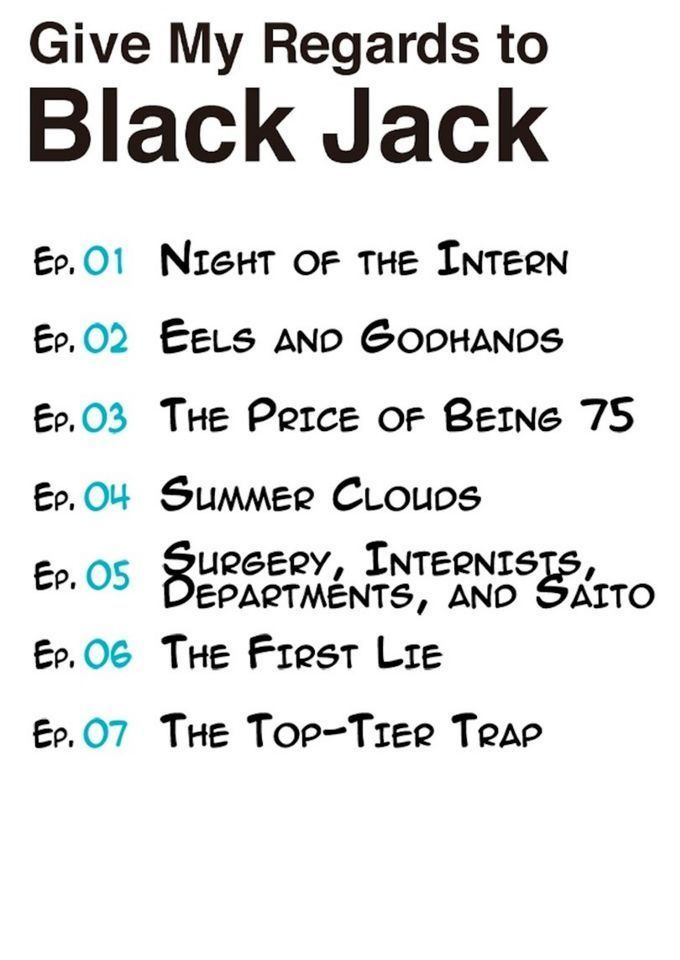 Give My Regards to
Black Jack
Ep. 01 Night of the Intern
Ep. 02 Eels and Godhands
Ep. 03 The Price of Being 75
Ep. 04 Summer Clouds
Ep. 05 Surgery, Internists,
Departments, and Saito
Ep. 06 The First Lie
Ep. 07 The Top-Tier Trap